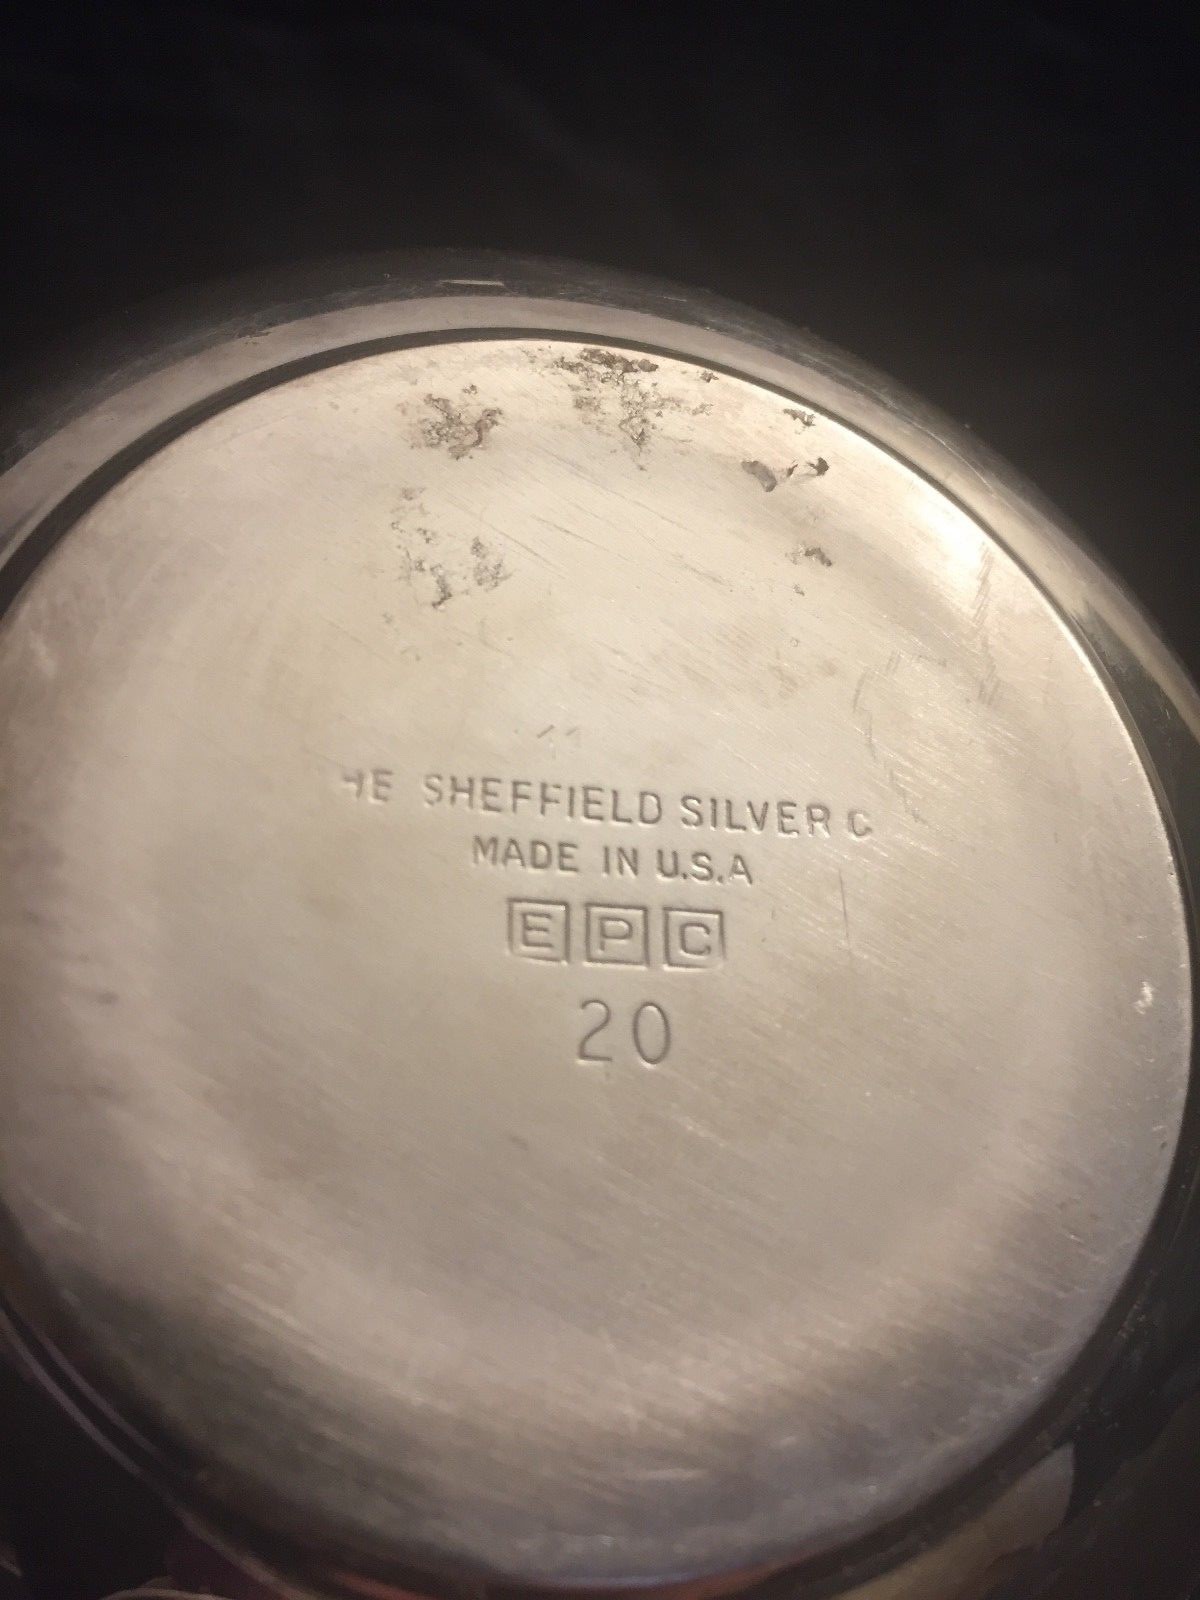 HE SHEFFIELD SILVER C
MADE IN U.S.A
EPC
20